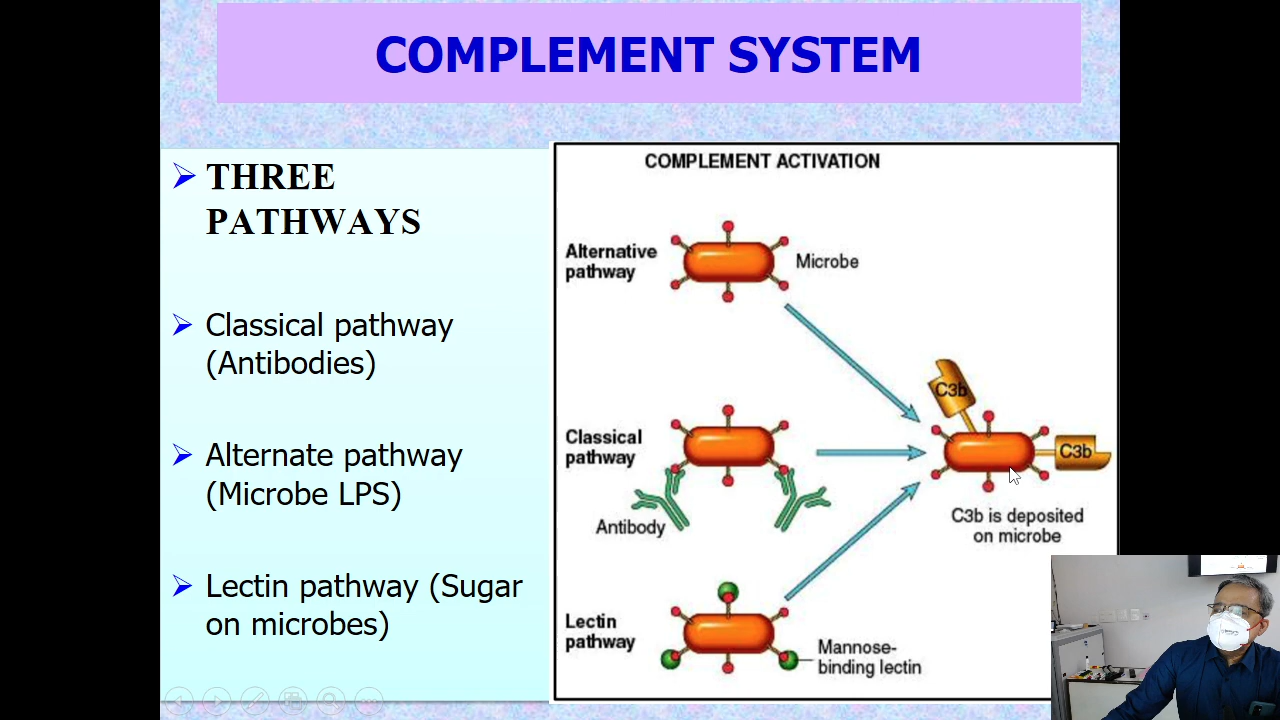 COMPLEMENT SYSTEM
THREE
PATHWAYS
Classical pathway
(Antibodies)
Alternate pathway
(Microbe LPS)
Lectin pathway (Sugar
on microbes)
COMPLEMENT ACTIVATION
Alternative
pathway
Microbe
Classical
pathway
Antibody
Lectin
pathway
Mannose-
binding lectin
C3b
C3b
C3b is deposited
on microbe